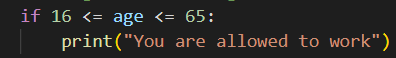 if 16 <= age <= 65:
    print("You are allowed to work")